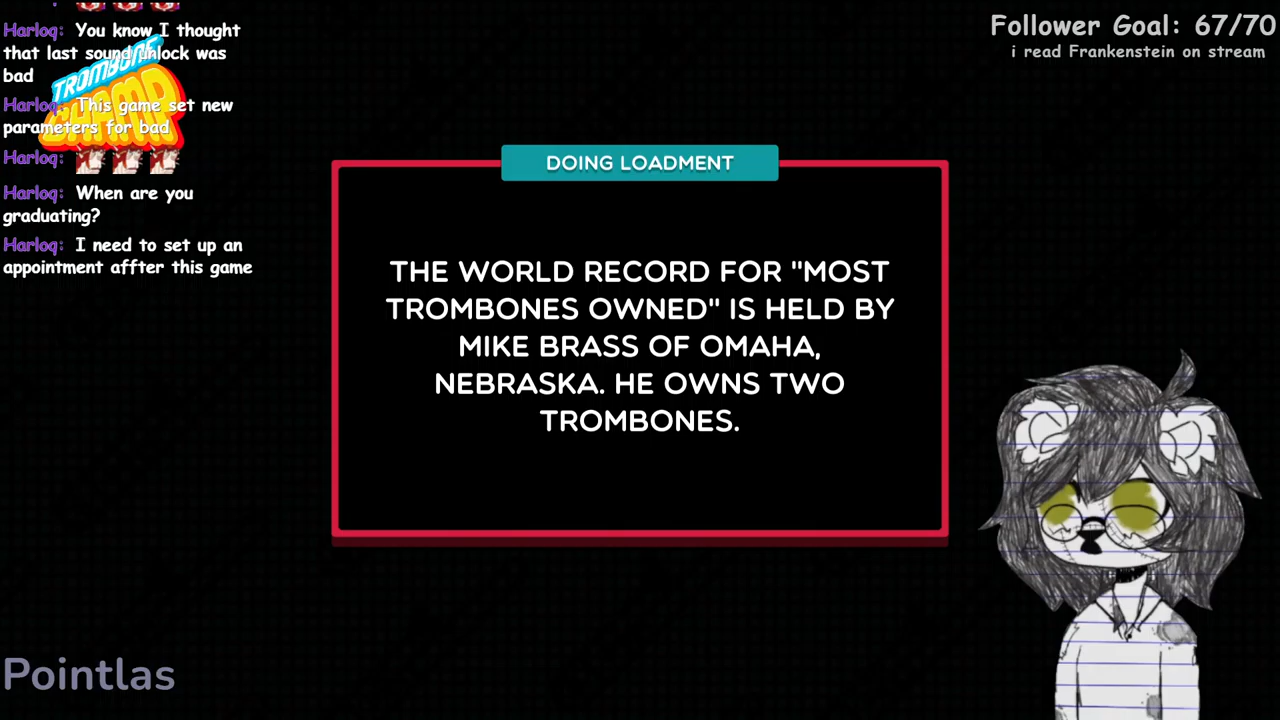 Harloq: You know I thought
that last sound unlock was
bad
Harloq: This game set new
parameters for bad
Harloq:
Harloq: When are you
graduating?
Harloq: I need to set up an
appointment affter this game
TROMBONE
CHAMP
Follower Goal: 67/70
i read Frankenstein on stream
DOING LOADMENT
THE WORLD RECORD FOR "MOST
TROMBONES OWNED" IS HELD BY
MIKE BRASS OF OMAHA,
NEBRASKA. HE OWNS TWO
TROMBONES.
Pointlas